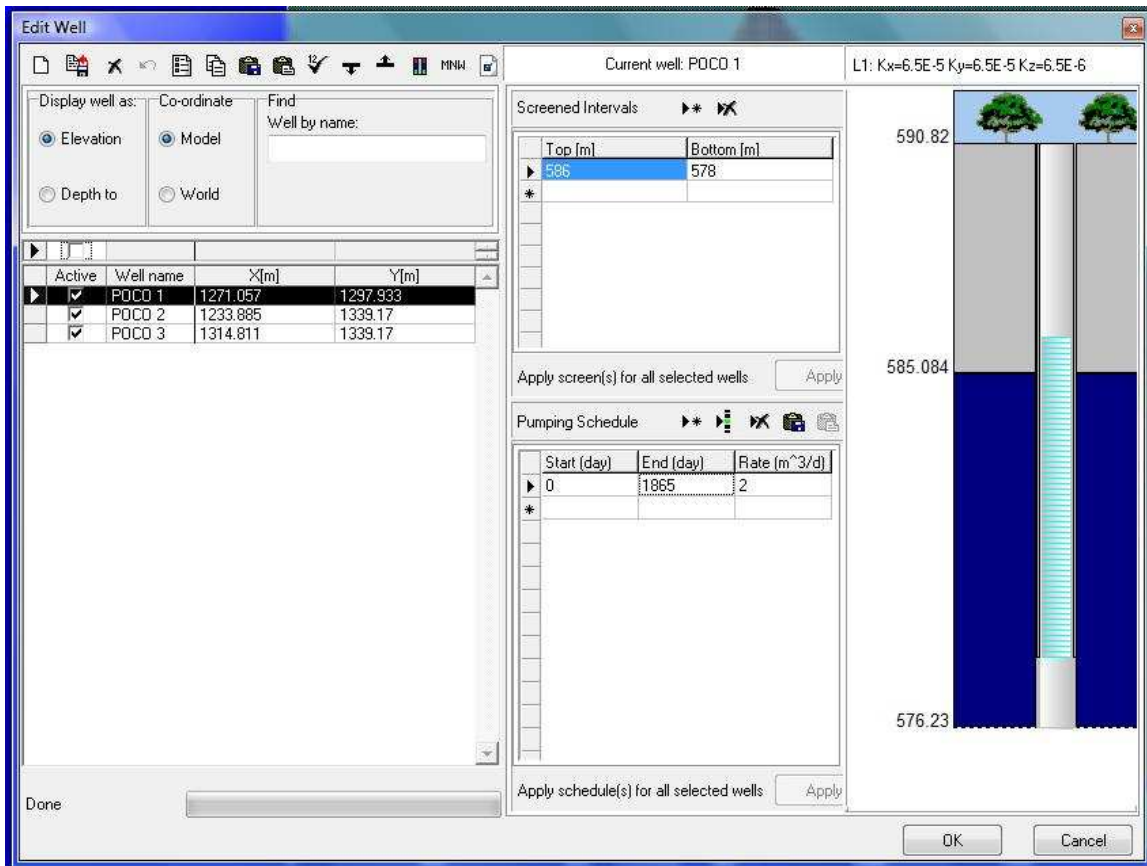 Edit Well
MNW
Current well: POCO 1
L1: Kx=6.5E-5 Ky=6.5E-5 Kz=6.5E-6
Display well as:
Elevation
Depth to
Co-ordinate
Model
World
Find
Well by name:
Active Well name X[m] Y[m]
POCO 1 1271.057 1297.933
POCO 2 1233.885 1339.17
POCO 3 1314.811 1339.17
Done
Screened Intervals
Top [m] Bottom [m]
586 578
Apply screen(s) for all selected wells Apply
Pumping Schedule
Start (day) End (day) Rate (m^3/d)
0 1865 2
Apply schedule(s) for all selected wells Apply
590.82
585.084
576.23
OK Cancel